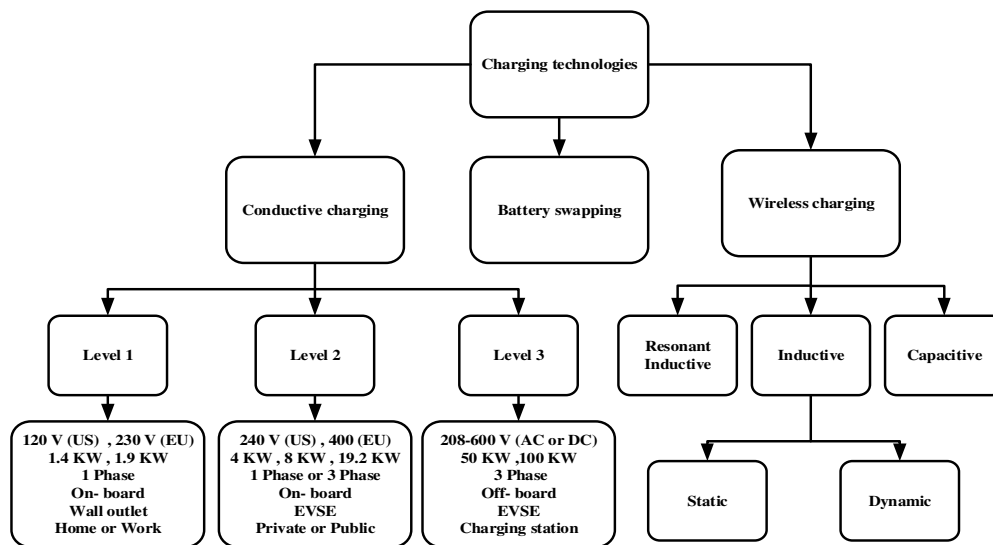 Charging technologies
Conductive charging
Battery swapping
Wireless charging
Level 1
Level 2
Level 3
Resonant
Inductive
Inductive
Capacitive
120 V (US) , 230 V (EU)
1.4 KW , 1.9 KW
1 Phase
On- board
Wall outlet
Home or Work
240 V (US) , 400 (EU)
4 KW , 8 KW , 19.2 KW
1 Phase or 3 Phase
On- board
EVSE
Private or Public
208-600 V (AC or DC)
50 KW ,100 KW
3 Phase
Off- board
EVSE
Charging station
Static
Dynamic